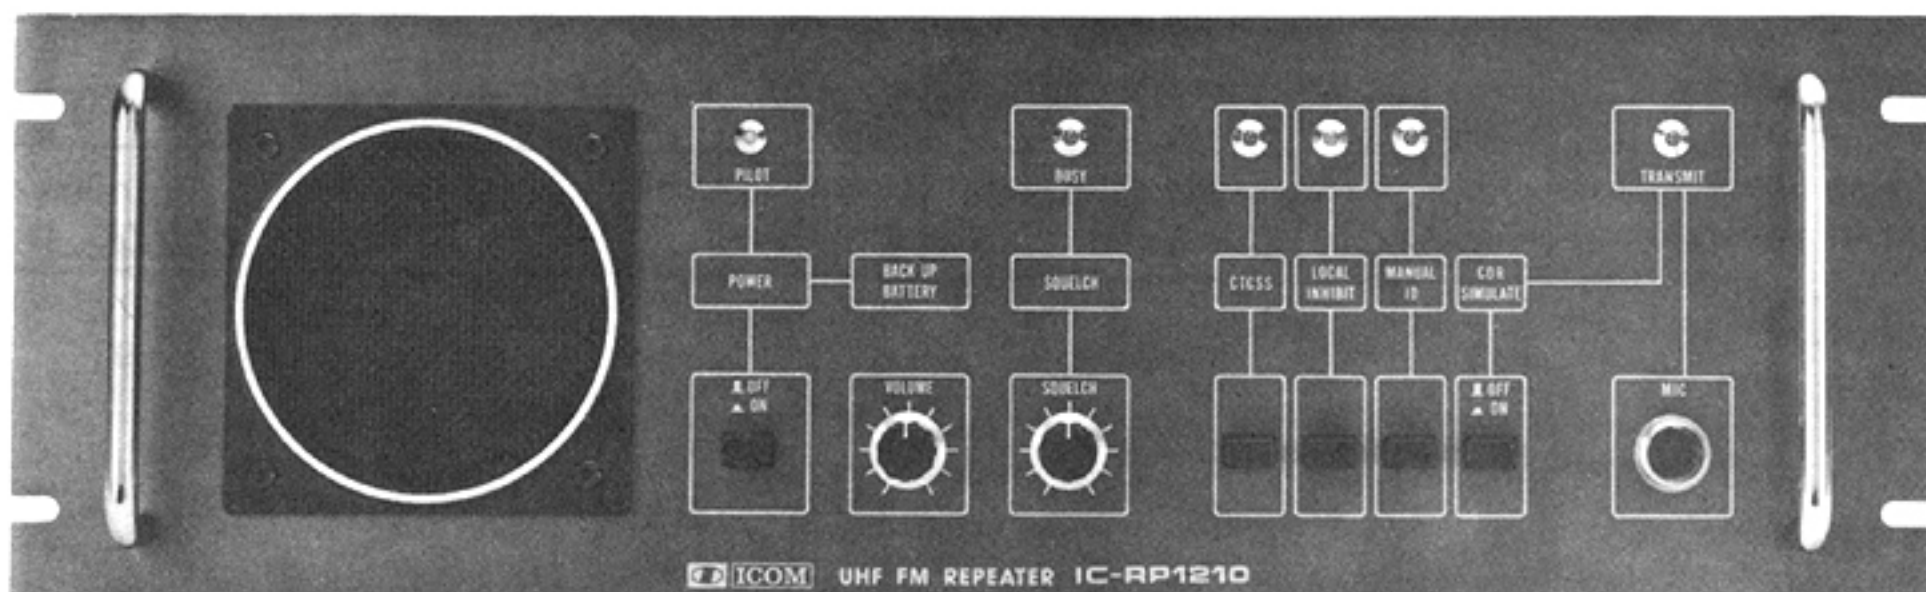 PILOT
BUSY
TRANSMIT
POWER
BACK UP
BATTERY
SQUELCH
CTCSS
LOCAL
INHIBIT
MANUAL
ID
COR
SIMULATE
OFF
ON
VOLUME
SQUELCH
OFF
ON
MIC
ICOM UHF FM REPEATER IC-RP1210